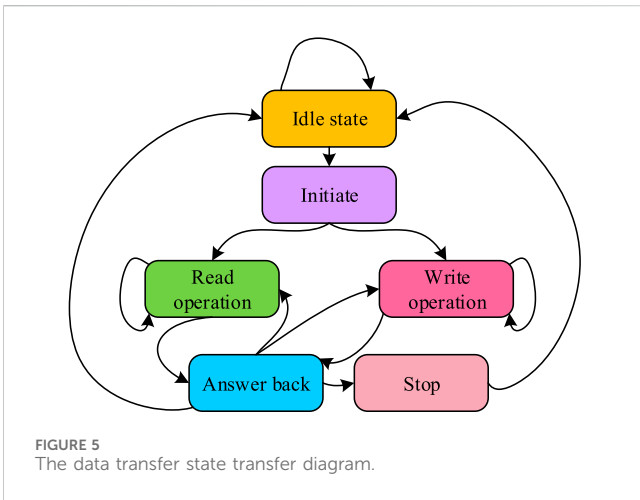 Idle state
Initiate
Read
operation
Write
operation
Answer back
Stop
FIGURE 5
The data transfer state transfer diagram.